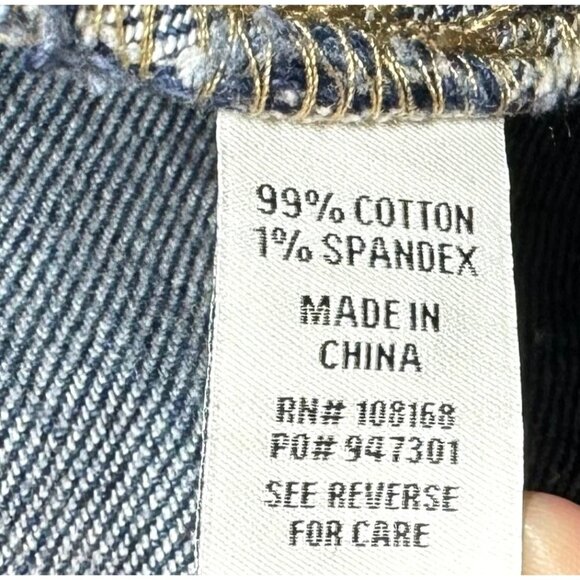 99% COTTON
1% SPANDEX
MADE IN
CHINA
RN# 108168
PO# 947301
SEE REVERSE
FOR CARE